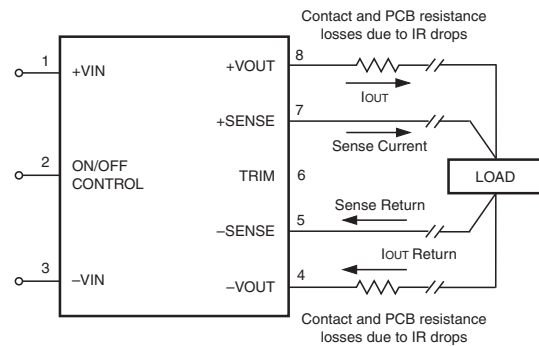 Contact and PCB resistance
losses due to IR drops
1
+VIN
+VOUT
8
IOUT
+SENSE
7
Sense Current
2
ON/OFF
CONTROL
TRIM
6
LOAD
Sense Return
–SENSE
5
IOUT Return
3
–VIN
–VOUT
4
Contact and PCB resistance
losses due to IR drops